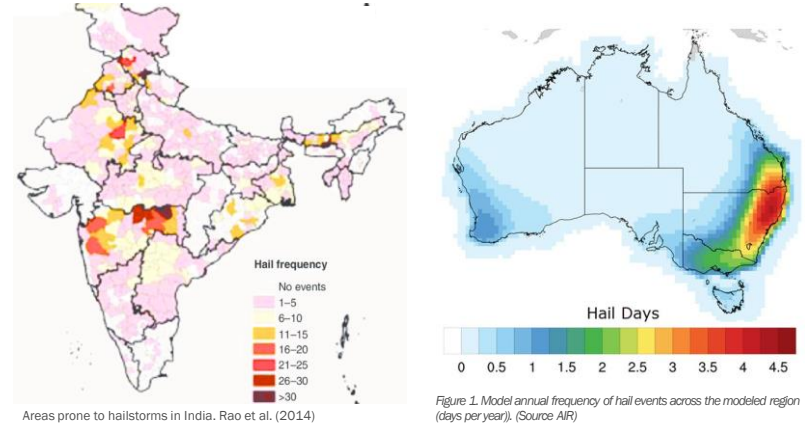 Hail frequency
No events
1–5
6–10
11–15
16–20
21–25
26–30
>30
Areas prone to hailstorms in India. Rao et al. (2014)
Hail Days
0 0.5 1 1.5 2 2.5 3 3.5 4 4.5
Figure 1. Model annual frequency of hail events across the modeled region
(days per year)). (Source AIR)